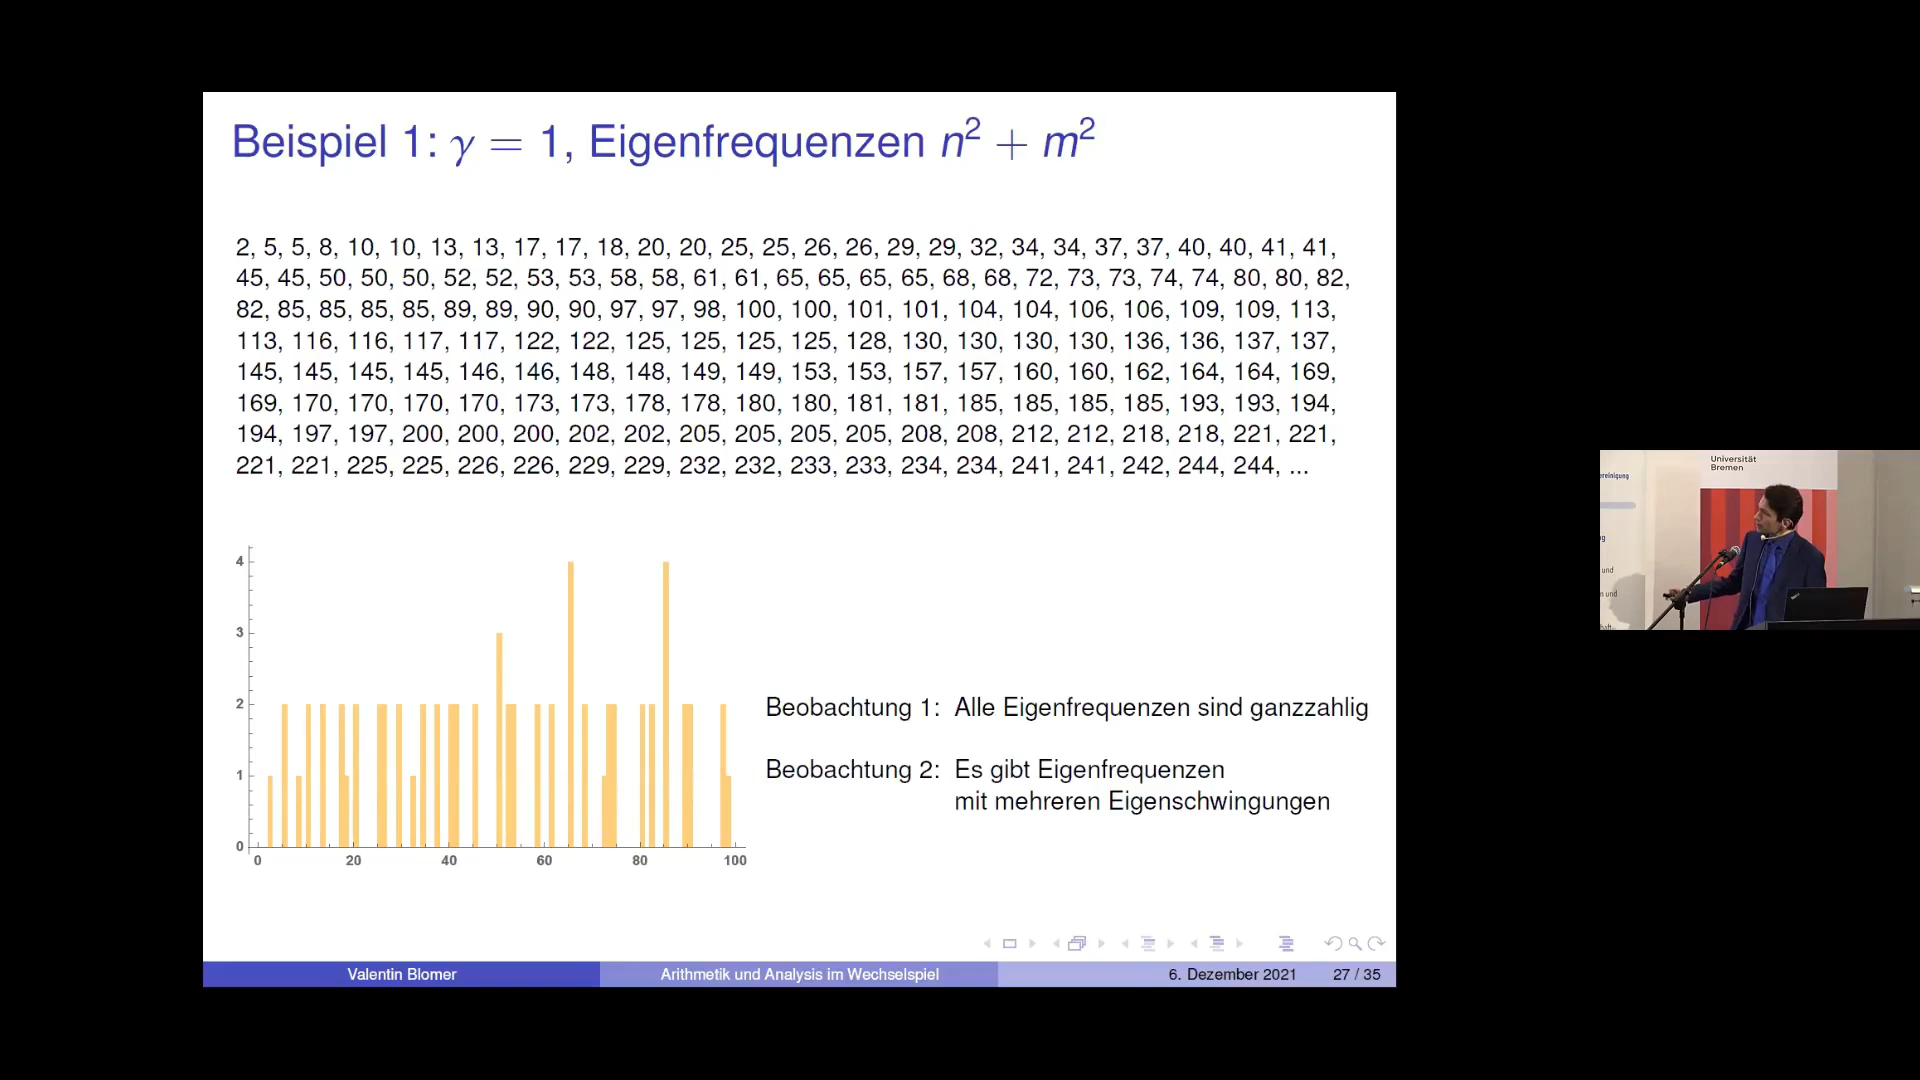 Beispiel 1: γ = 1, Eigenfrequenzen n² + m²
2, 5, 5, 8, 10, 10, 13, 13, 17, 17, 18, 20, 20, 25, 25, 26, 26, 29, 29, 32, 34, 34, 37, 37, 40, 40, 41, 41,
45, 45, 50, 50, 50, 52, 52, 53, 53, 58, 58, 61, 61, 65, 65, 65, 65, 68, 68, 72, 73, 73, 74, 74, 80, 80, 82,
82, 85, 85, 85, 85, 89, 89, 90, 90, 97, 97, 98, 100, 100, 101, 101, 104, 104, 106, 106, 109, 109, 113,
113, 116, 116, 117, 117, 122, 122, 125, 125, 125, 125, 128, 130, 130, 130, 130, 136, 136, 137, 137,
145, 145, 145, 145, 146, 146, 148, 148, 149, 149, 153, 153, 157, 157, 160, 160, 162, 164, 164, 169,
169, 170, 170, 170, 170, 173, 173, 178, 178, 180, 180, 181, 181, 185, 185, 185, 185, 193, 193, 194,
194, 197, 197, 200, 200, 200, 202, 202, 205, 205, 205, 205, 208, 208, 212, 212, 218, 218, 221, 221,
221, 221, 225, 225, 226, 226, 229, 229, 232, 232, 233, 233, 234, 234, 241, 241, 242, 244, 244, ...
4
3
2
1
0
0 20 40 60 80 100
Beobachtung 1: Alle Eigenfrequenzen sind ganzzahlig
Beobachtung 2: Es gibt Eigenfrequenzen
mit mehreren Eigenschwingungen
Valentin Blomer Arithmetik und Analysis im Wechselspiel 6. Dezember 2021 27 / 35
Universität
Bremen
ereinigung
und